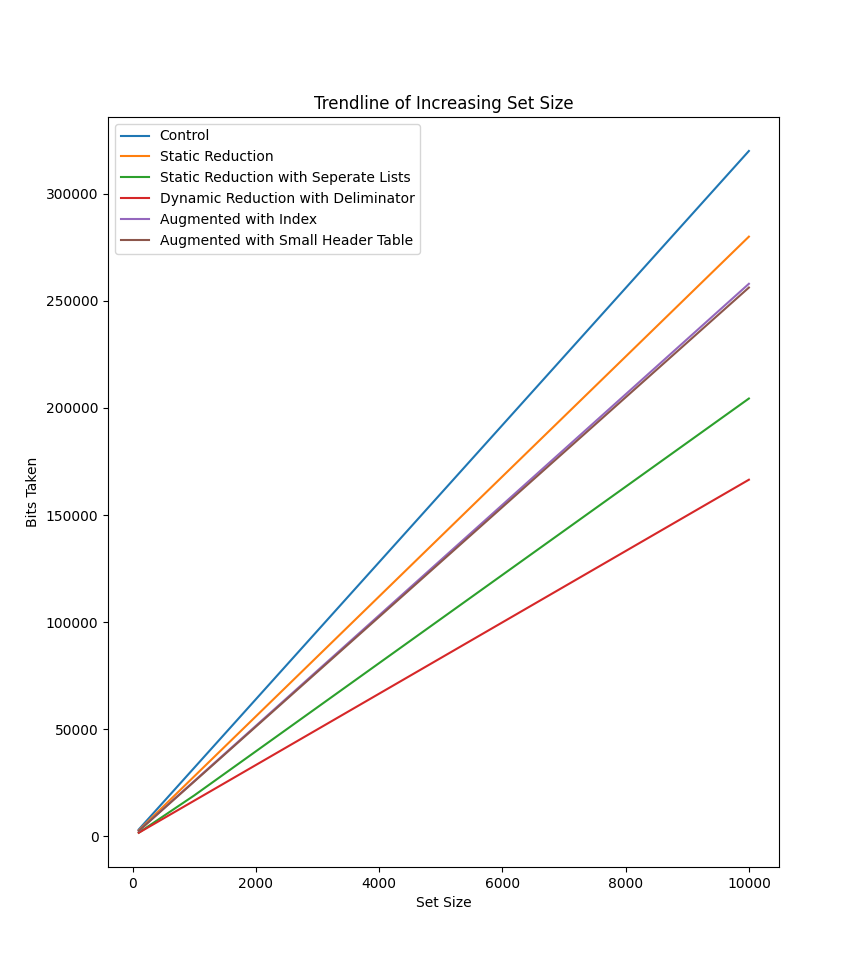 Trendline of Increasing Set Size
Control
Static Reduction
Static Reduction with Seperate Lists
Dynamic Reduction with Deliminator
Augmented with Index
Augmented with Small Header Table
300000
250000
200000
150000
100000
50000
0
Bits Taken
0 2000 4000 6000 8000 10000
Set Size